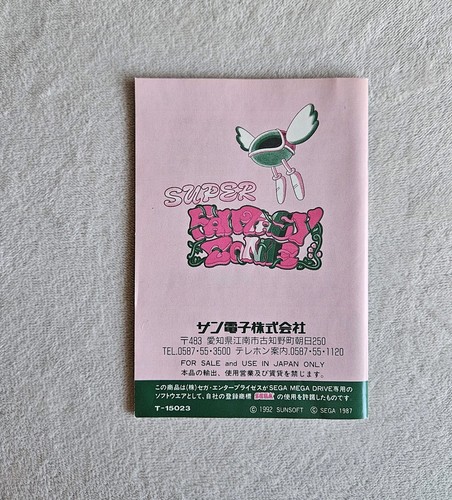 SUPER
FANTASY
ZONE
サン電子株式会社
〒483 愛知県江南市古知野町朝日250
TEL.0587・55・3500 テレホン案内.0587・55・1120
FOR SALE and USE IN JAPAN ONLY
本品の輸出、使用営業及び賃貸を禁じます。
この商品は(株)セガ・エンタープライゼスがSEGA MEGA DRIVE専用の
ソフトウエアとして、自社の登録商標 SEGA の使用を許諾したものです。
T-15023
© 1992 SUNSOFT © SEGA 1987